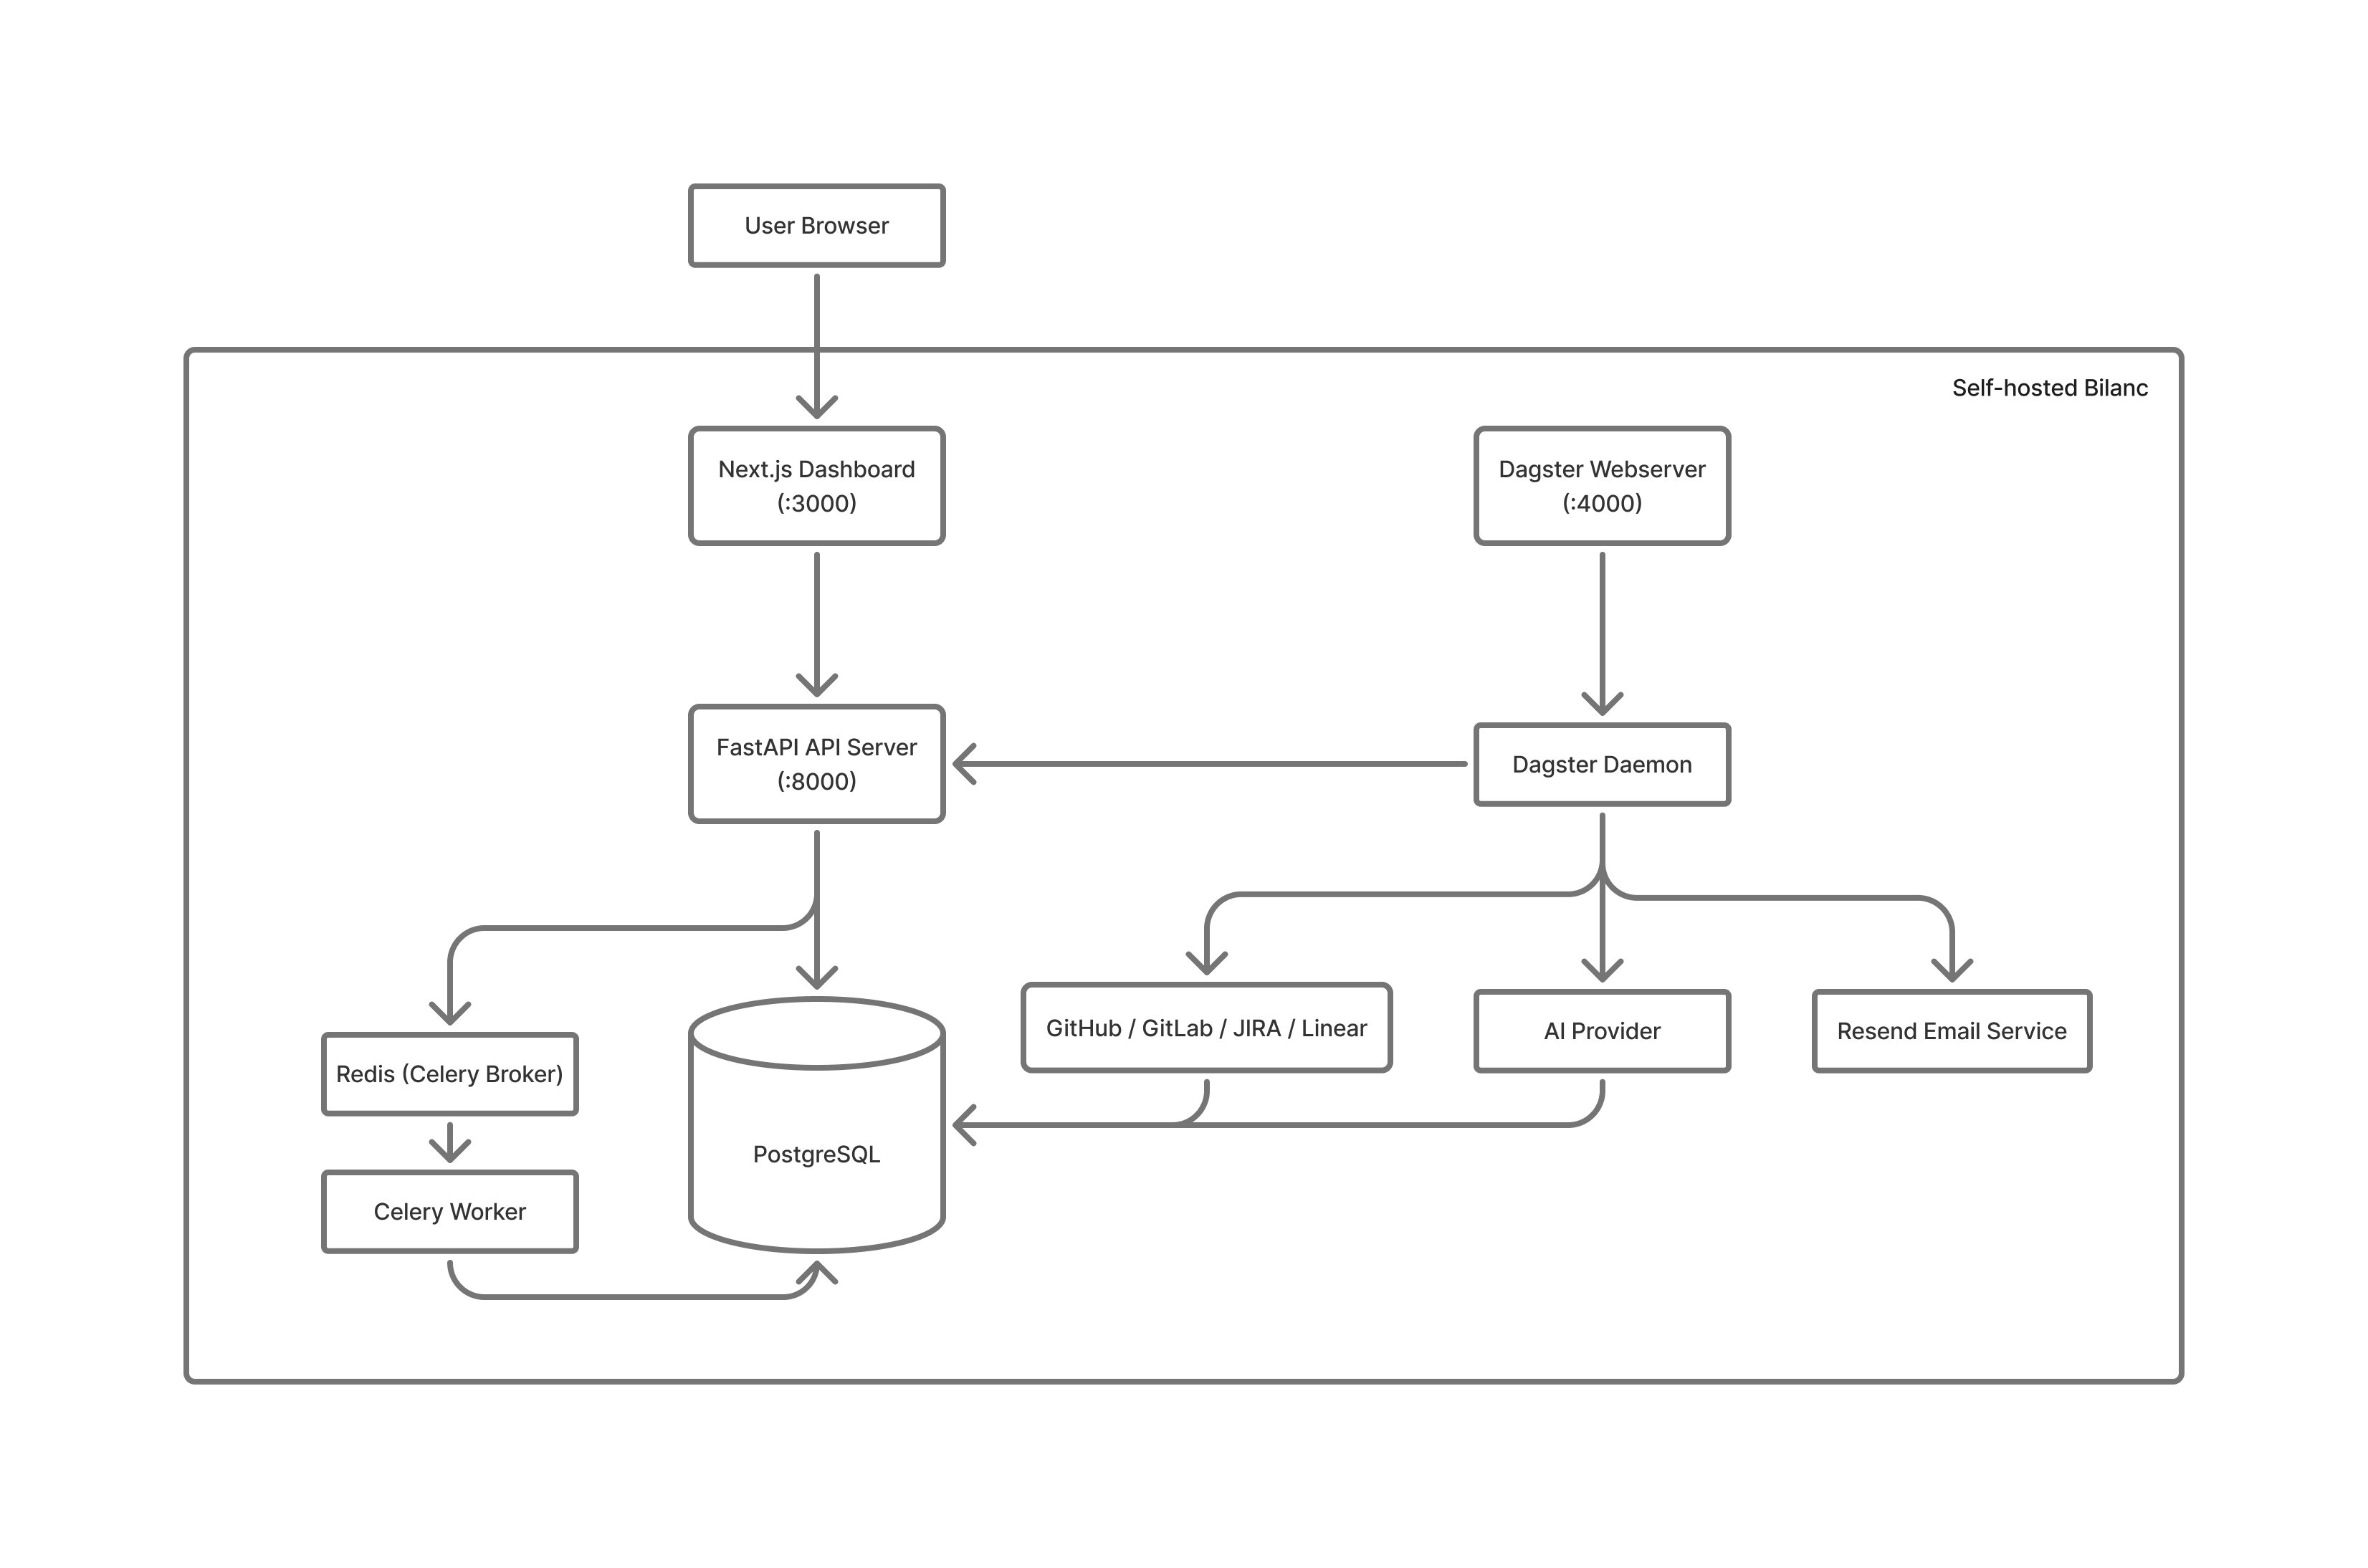 User Browser
Self-hosted Bilanc
Next.js Dashboard
(:3000)
Dagster Webserver
(:4000)
FastAPI API Server
(:8000)
Dagster Daemon
GitHub / GitLab / JIRA / Linear
AI Provider
Resend Email Service
Redis (Celery Broker)
PostgreSQL
Celery Worker